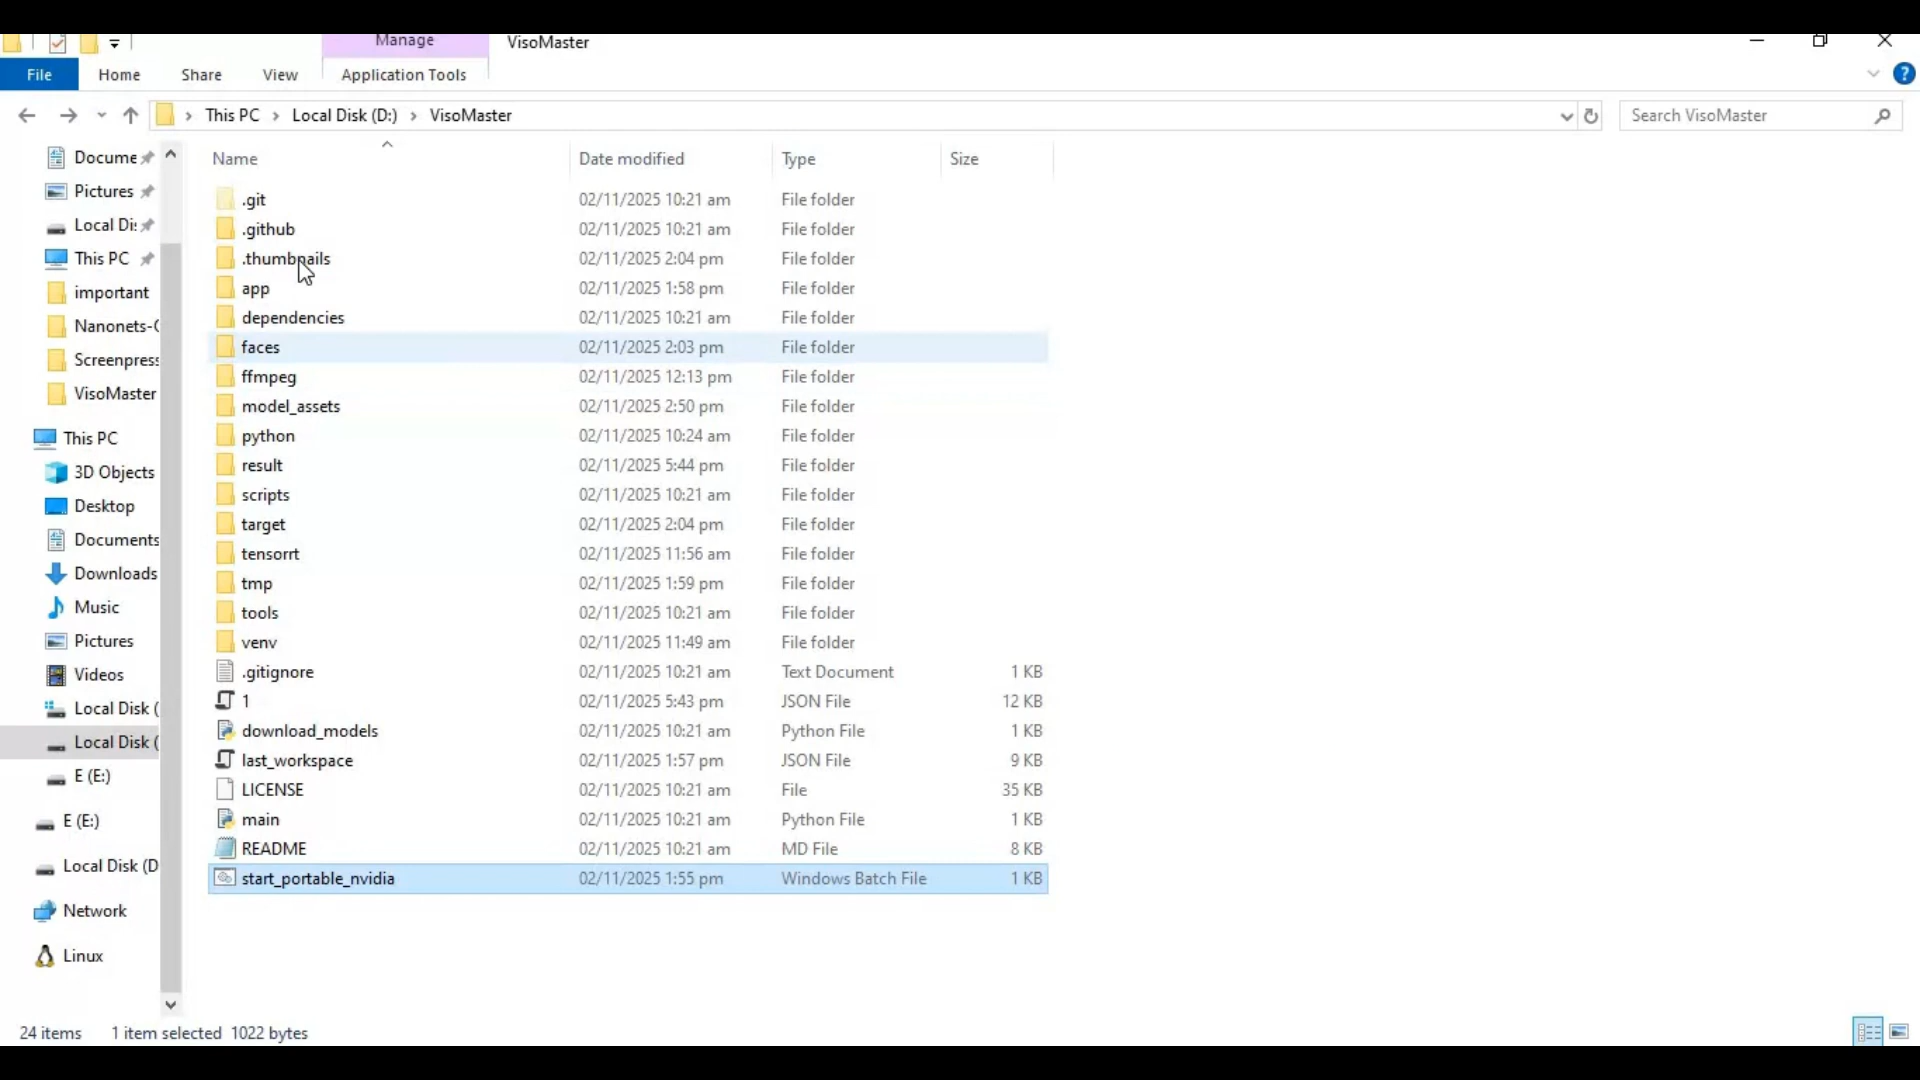 Manage
VisoMaster
File
Home
Share
View
Application Tools
This PC
Local Disk (D:)
VisoMaster
Search VisoMaster
Docume
Pictures
Local Di
This PC
important
Nanonets-
Screenpress
VisoMaster
This PC
3D Objects
Desktop
Documents
Downloads
Music
Pictures
Videos
Local Disk (
Local Disk (
E (E:)
E (E:)
Local Disk (D
Network
Linux
Name Date modified Type Size
.git 02/11/2025 10:21 am File folder
.github 02/11/2025 10:21 am File folder
.thumbnails 02/11/2025 2:04 pm File folder
app 02/11/2025 1:58 pm File folder
dependencies 02/11/2025 10:21 am File folder
faces 02/11/2025 2:03 pm File folder
ffmpeg 02/11/2025 12:13 pm File folder
model_assets 02/11/2025 2:50 pm File folder
python 02/11/2025 10:24 am File folder
result 02/11/2025 5:44 pm File folder
scripts 02/11/2025 10:21 am File folder
target 02/11/2025 2:04 pm File folder
tensorrt 02/11/2025 11:56 am File folder
tmp 02/11/2025 1:59 pm File folder
tools 02/11/2025 10:21 am File folder
venv 02/11/2025 11:49 am File folder
.gitignore 02/11/2025 10:21 am Text Document 1 KB
1 02/11/2025 5:43 pm JSON File 12 KB
download_models 02/11/2025 10:21 am Python File 1 KB
last_workspace 02/11/2025 1:57 pm JSON File 9 KB
LICENSE 02/11/2025 10:21 am File 35 KB
main 02/11/2025 10:21 am Python File 1 KB
README 02/11/2025 10:21 am MD File 8 KB
start_portable_nvidia 02/11/2025 1:55 pm Windows Batch File 1 KB
24 items 1 item selected 1022 bytes